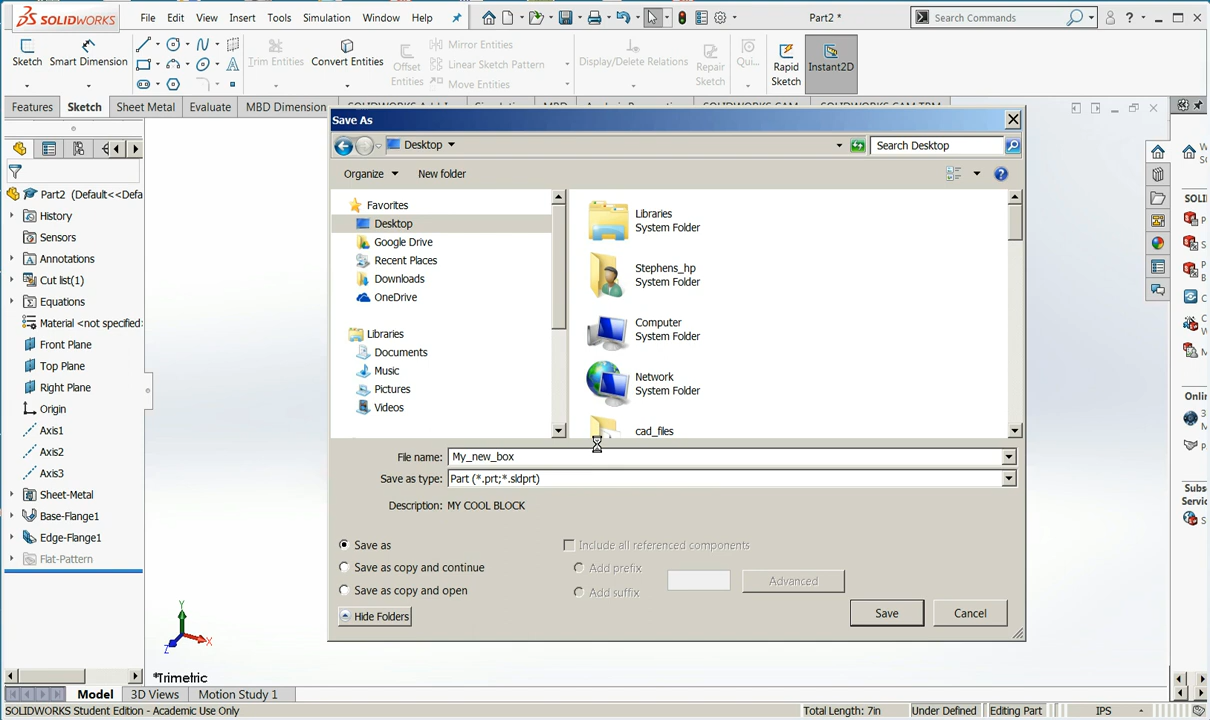 SOLIDWORKS
File Edit View Insert Tools Simulation Window Help
Part2 *
Search Commands
Sketch Smart Dimension Trim Entities Convert Entities Offset Entities Mirror Entities Linear Sketch Pattern Move Entities Display/Delete Relations Repair Sketch Qui... Rapid Sketch Instant2D
Features Sketch Sheet Metal Evaluate MBD Dimension
Save As
Desktop
Search Desktop
Organize New folder
Favorites
Desktop
Google Drive
Recent Places
Downloads
OneDrive
Libraries
Documents
Music
Pictures
Videos
Libraries
System Folder
Stephens_hp
System Folder
Computer
System Folder
Network
System Folder
cad_files
File name: My_new_box
Save as type: Part (*.prt;*.sldprt)
Description: MY COOL BLOCK
Save as
Save as copy and continue
Save as copy and open
Include all referenced components
Add prefix
Add suffix
Advanced
Hide Folders
Save Cancel
Part2 (Default<<Defa
History
Sensors
Annotations
Cut list(1)
Equations
Material <not specified>
Front Plane
Top Plane
Right Plane
Origin
Axis1
Axis2
Axis3
Sheet-Metal
Base-Flange1
Edge-Flange1
Flat-Pattern
SOLI
Onlin
Subs
Servic
Y
X
Z
*Trimetric
Model 3D Views Motion Study 1
SOLIDWORKS Student Edition - Academic Use Only
Total Length: 7in Under Defined Editing Part IPS